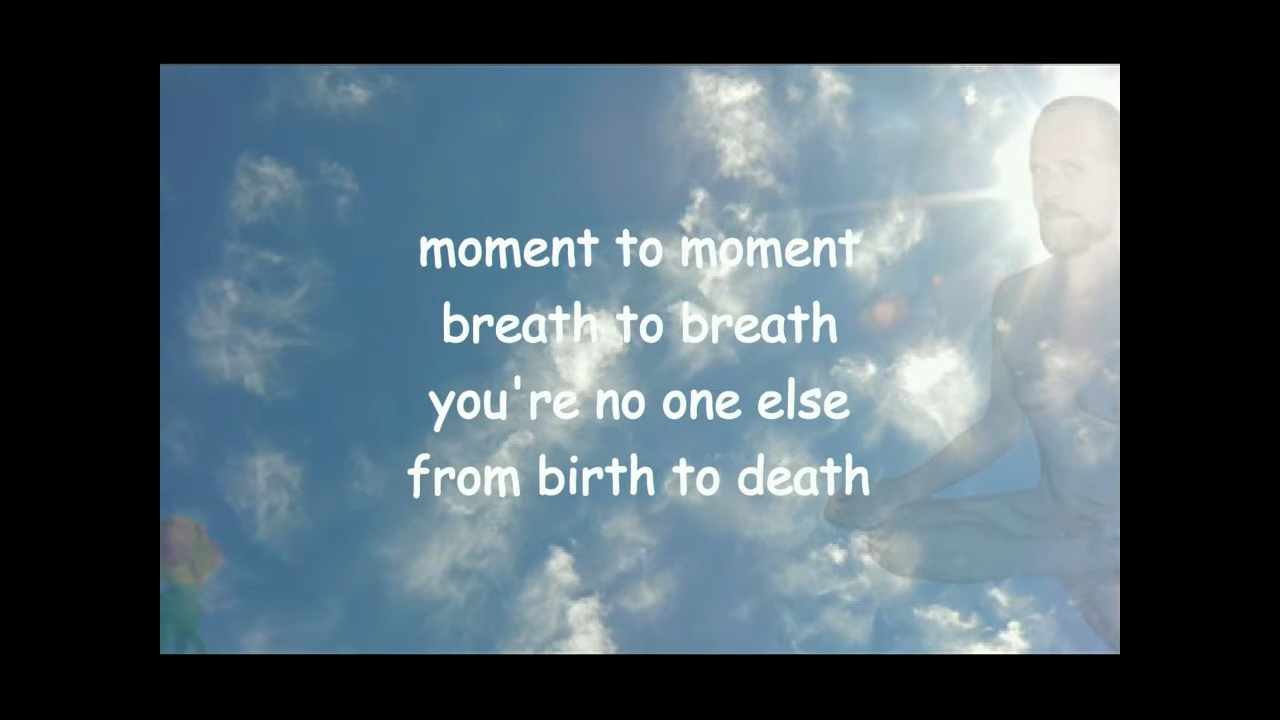 moment to moment
breath to breath
you're no one else
from birth to death